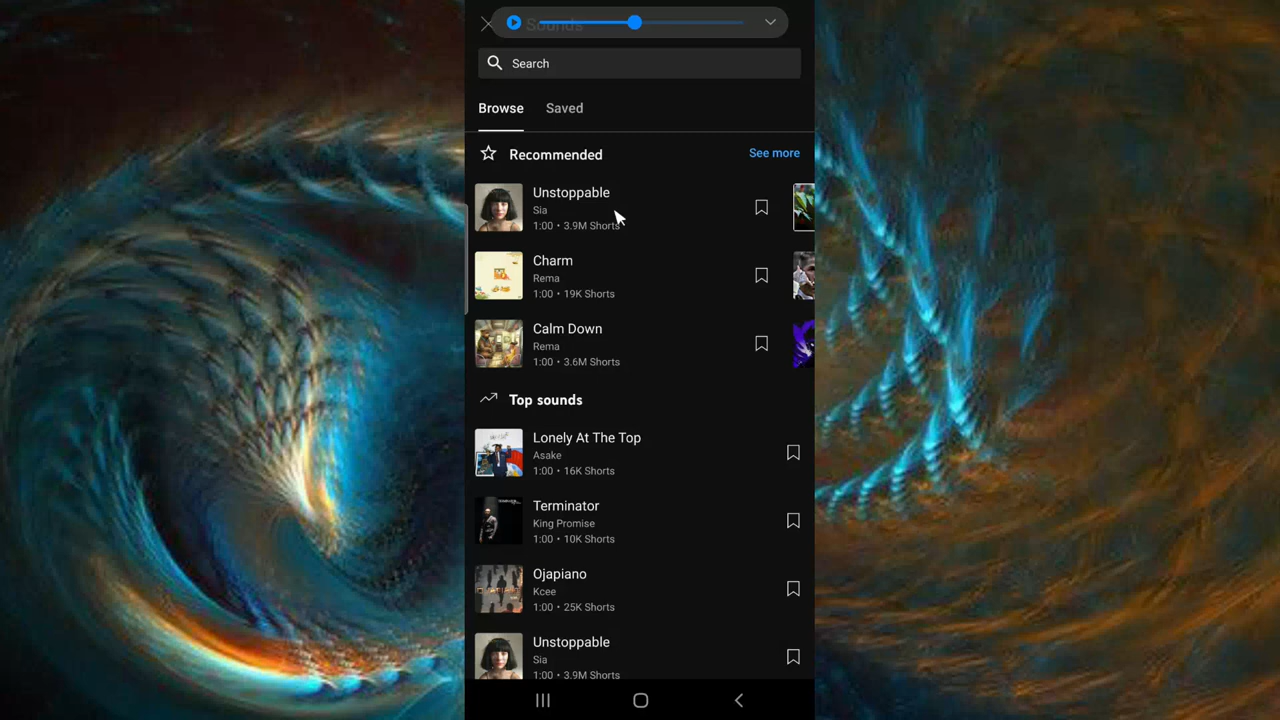 Sounds
Search
Browse Saved
Recommended See more
Unstoppable
Sia
1:00 • 3.9M Shorts
Charm
Rema
1:00 • 19K Shorts
Calm Down
Rema
1:00 • 3.6M Shorts
Top sounds
Lonely At The Top
Asake
1:00 • 16K Shorts
Terminator
King Promise
1:00 • 10K Shorts
Ojapiano
Kcee
1:00 • 25K Shorts
Unstoppable
Sia
1:00 • 3.9M Shorts